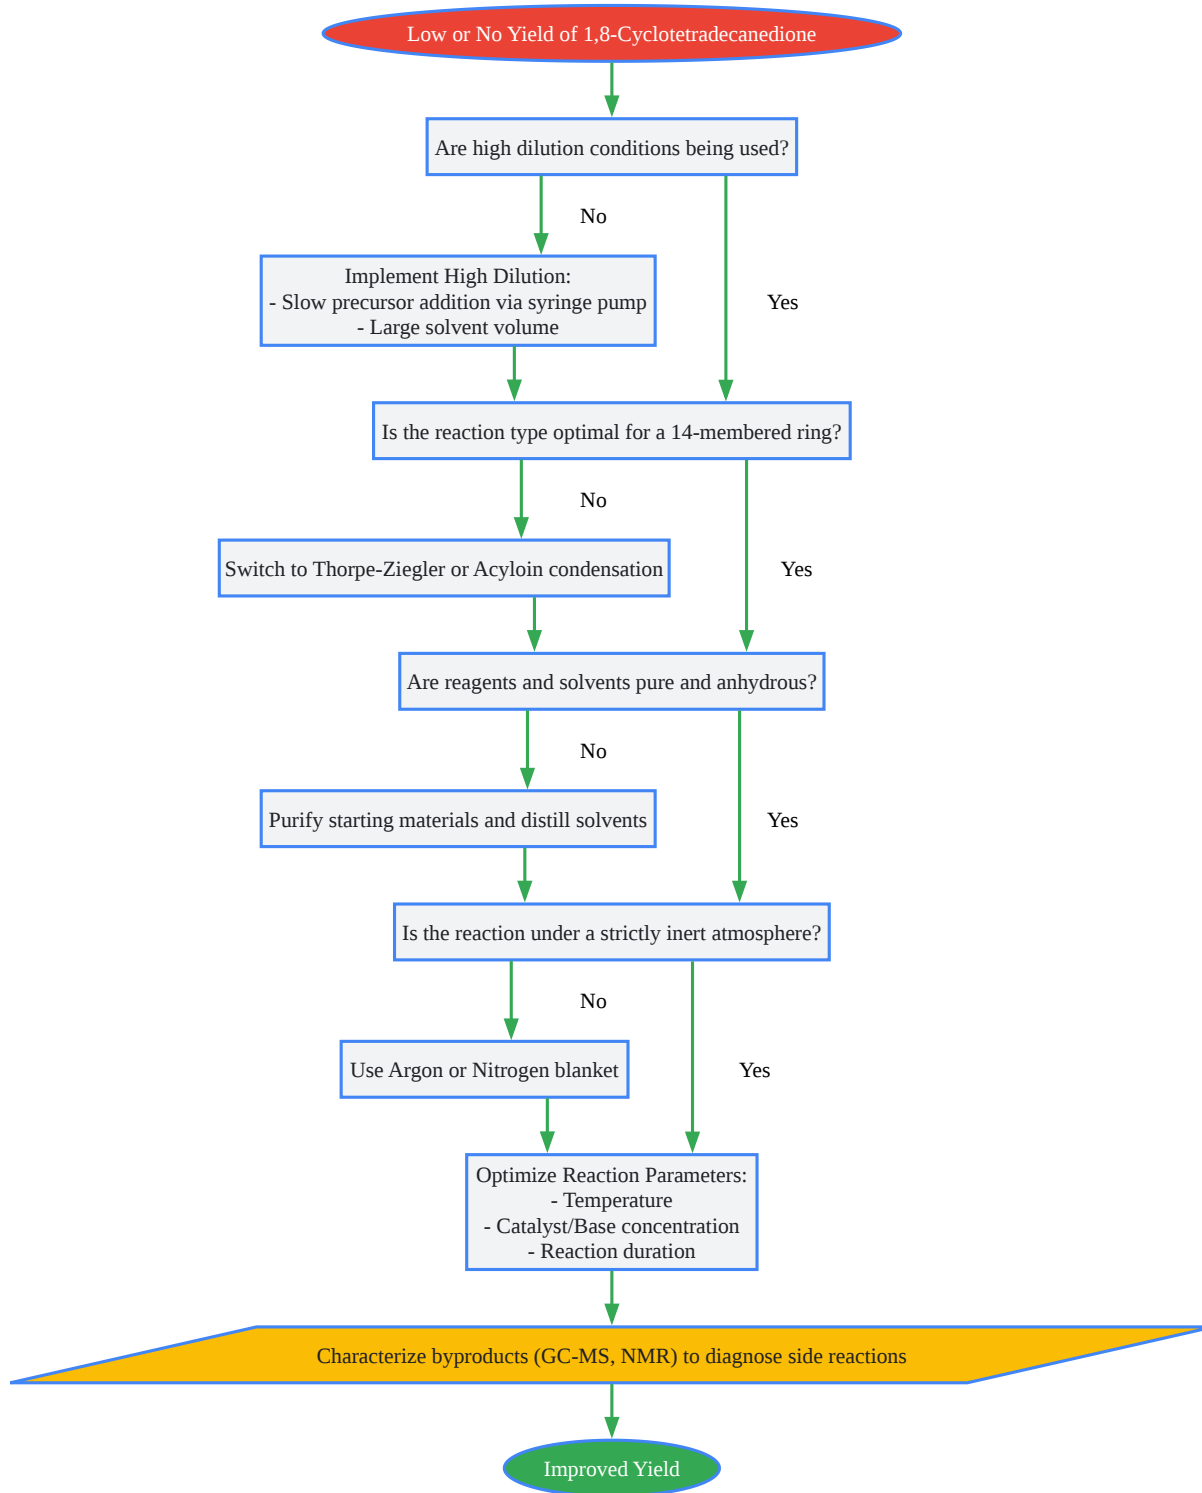 Low or No Yield of 1,8-Cyclotetradecanedione
Are high dilution conditions being used?
No
Implement High Dilution:
- Slow precursor addition via syringe pump
- Large solvent volume
Yes
Is the reaction type optimal for a 14-membered ring?
No
Switch to Thorpe-Ziegler or Acyloin condensation
Yes
Are reagents and solvents pure and anhydrous?
No
Purify starting materials and distill solvents
Yes
Is the reaction under a strictly inert atmosphere?
No
Use Argon or Nitrogen blanket
Yes
Optimize Reaction Parameters:
- Temperature
- Catalyst/Base concentration
- Reaction duration
Characterize byproducts (GC-MS, NMR) to diagnose side reactions
Improved Yield